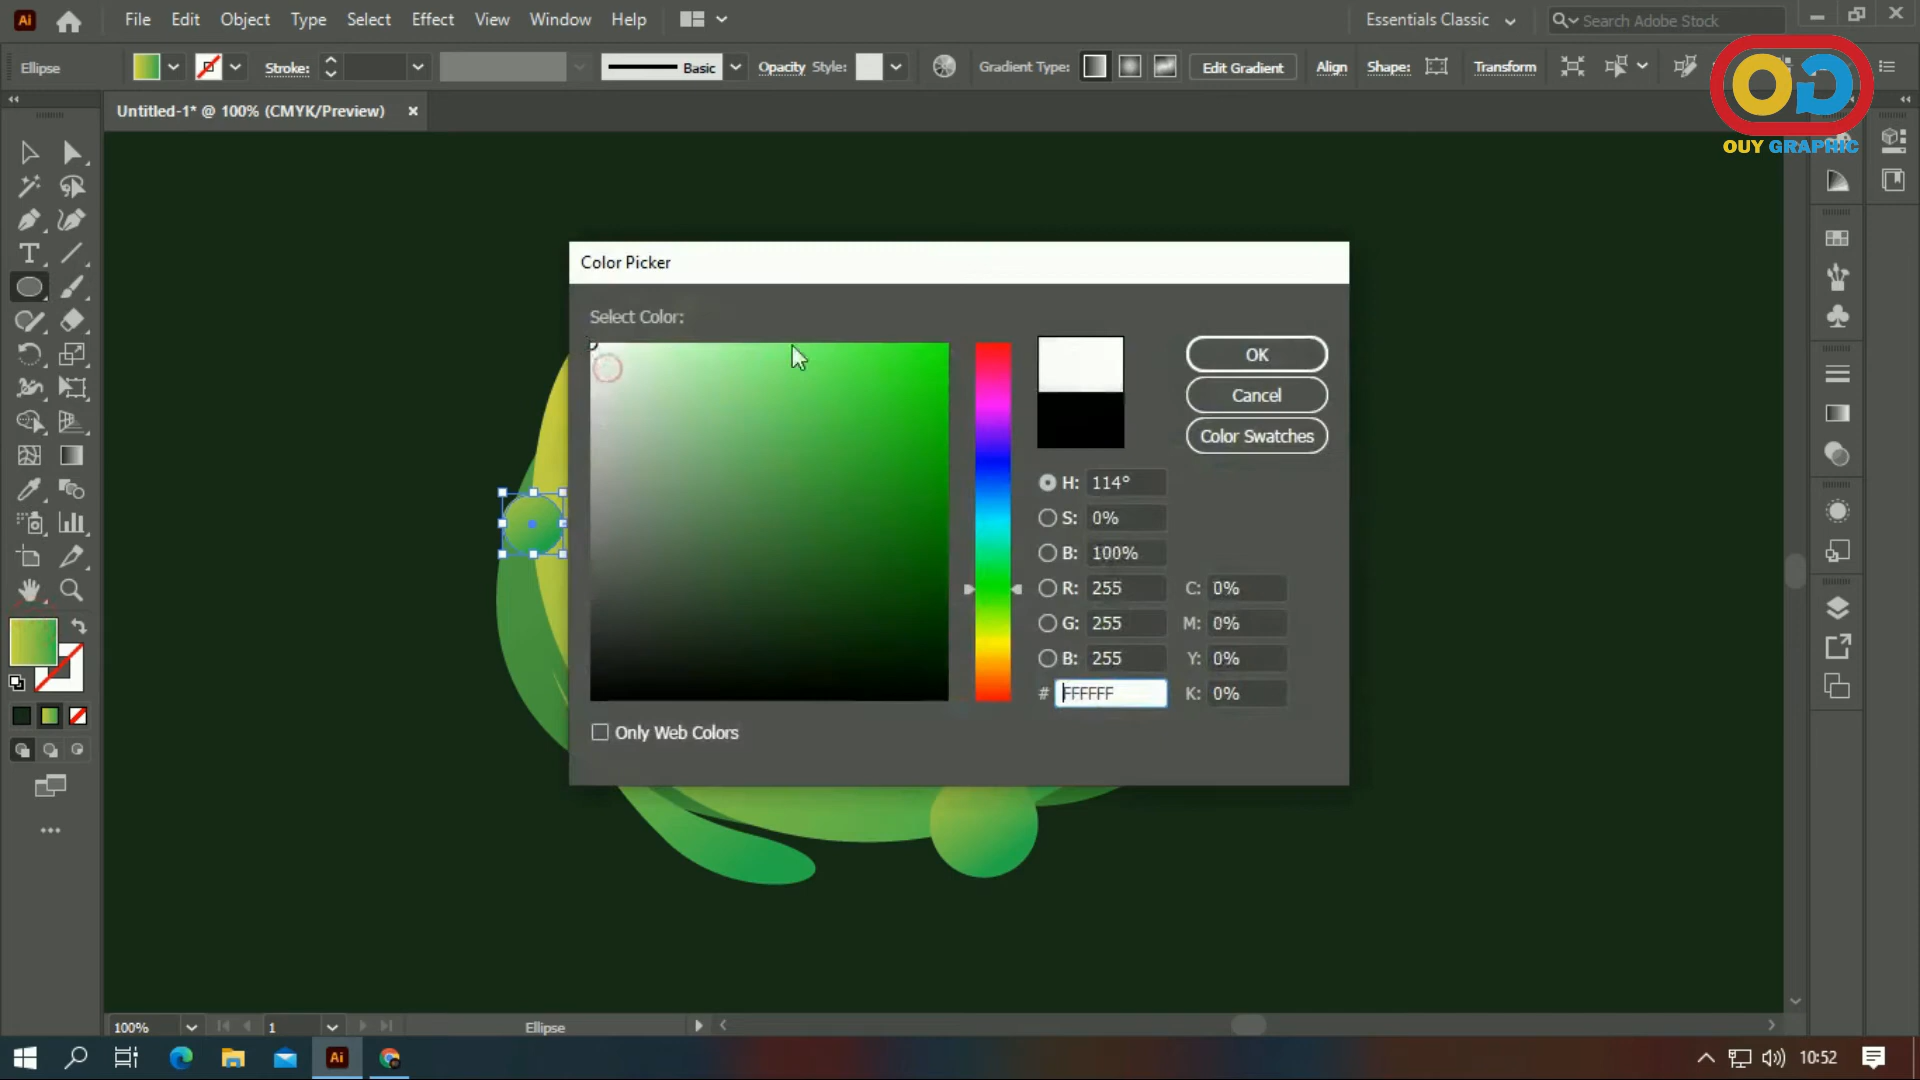 Ai File Edit Object Type Select Effect View Window Help Essentials Classic Search Adobe Stock
Ellipse Stroke: Basic Opacity Style: Gradient Type: Edit Gradient Align Shape: Transform
OG
OUY GRAPHIC
Untitled-1* @ 100% (CMYK/Preview)
Color Picker
Select Color:
OK
Cancel
Color Swatches
H: 114°
S: 0%
B: 100%
R: 255 C: 0%
G: 255 M: 0%
B: 255 Y: 0%
# FFFFFF K: 0%
Only Web Colors
100% 1 Ellipse
Ai 10:52